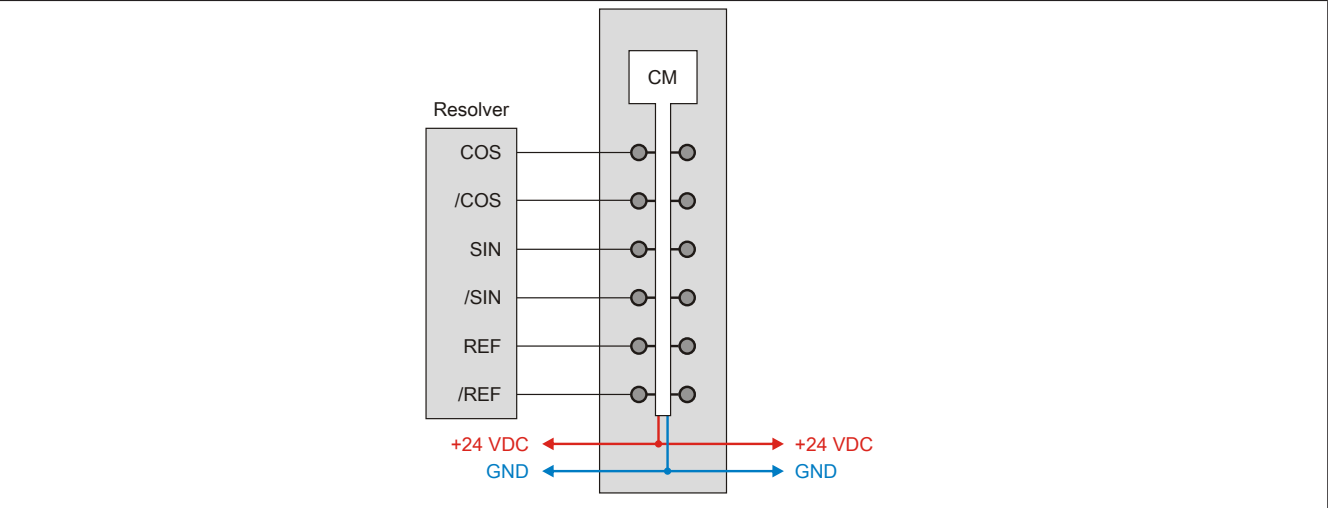 CM
Resolver
COS
/COS
SIN
/SIN
REF
/REF
+24 VDC +24 VDC
GND GND